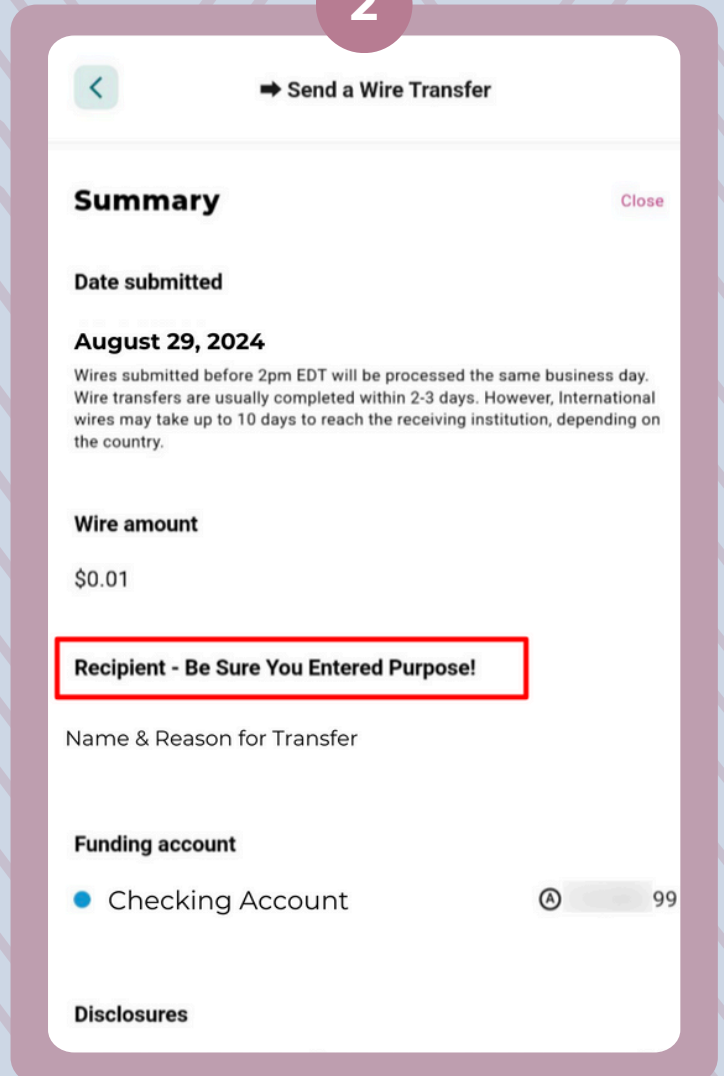 2
➡ Send a Wire Transfer
Summary
Close
Date submitted
August 29, 2024
Wires submitted before 2pm EDT will be processed the same business day.
Wire transfers are usually completed within 2-3 days. However, International
wires may take up to 10 days to reach the receiving institution, depending on
the country.
Wire amount
$0.01
Recipient - Be Sure You Entered Purpose!
Name & Reason for Transfer
Funding account
Checking Account
A 99
Disclosures